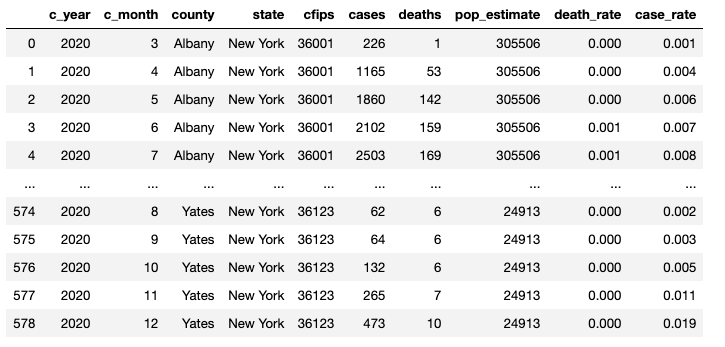 c_year c_month county state cfips cases deaths pop_estimate death_rate case_rate
0 2020 3 Albany New York 36001 226 1 305506 0.000 0.001
1 2020 4 Albany New York 36001 1165 53 305506 0.000 0.004
2 2020 5 Albany New York 36001 1860 142 305506 0.000 0.006
3 2020 6 Albany New York 36001 2102 159 305506 0.001 0.007
4 2020 7 Albany New York 36001 2503 169 305506 0.001 0.008
... ... ... ... ... ... ... ... ... ... ...
574 2020 8 Yates New York 36123 62 6 24913 0.000 0.002
575 2020 9 Yates New York 36123 64 6 24913 0.000 0.003
576 2020 10 Yates New York 36123 132 6 24913 0.000 0.005
577 2020 11 Yates New York 36123 265 7 24913 0.000 0.011
578 2020 12 Yates New York 36123 473 10 24913 0.000 0.019